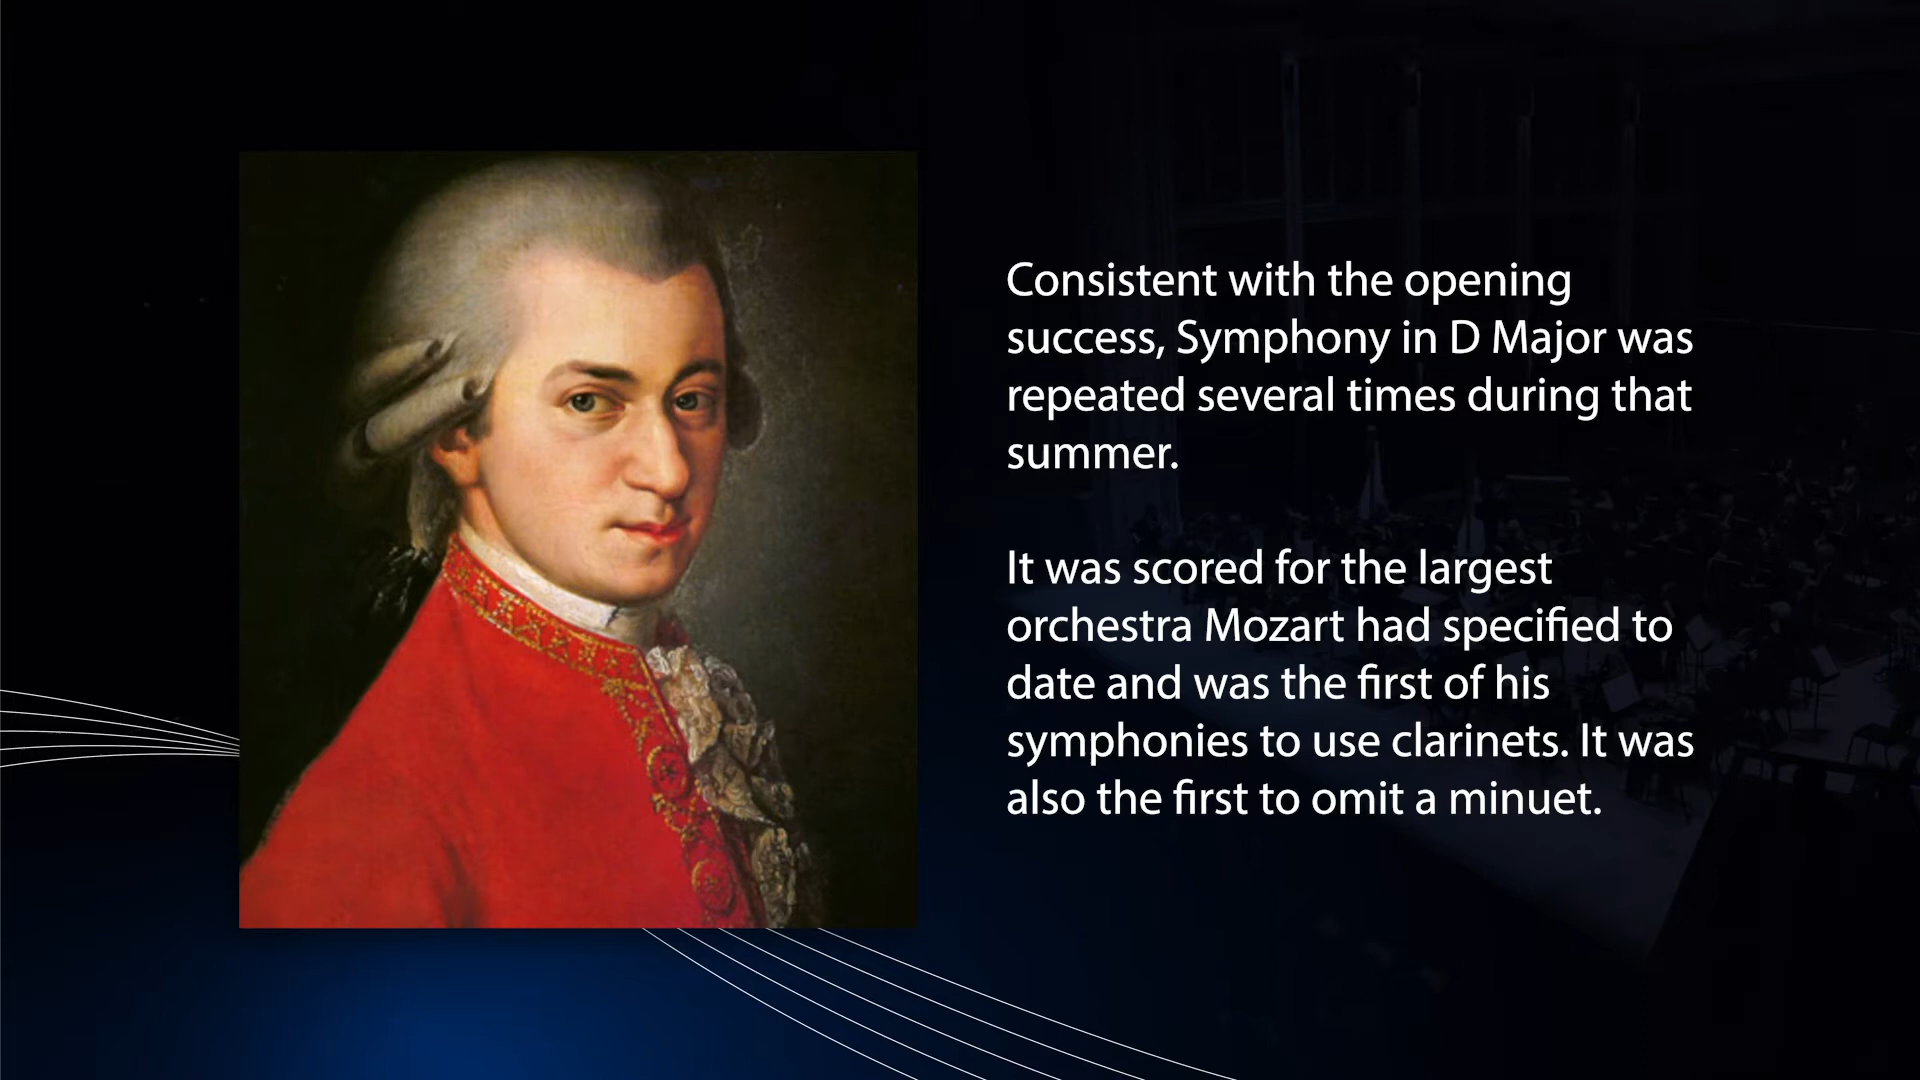 Consistent with the opening
success, Symphony in D Major was
repeated several times during that
summer.
It was scored for the largest
orchestra Mozart had specified to
date and was the first of his
symphonies to use clarinets. It was
also the first to omit a minuet.